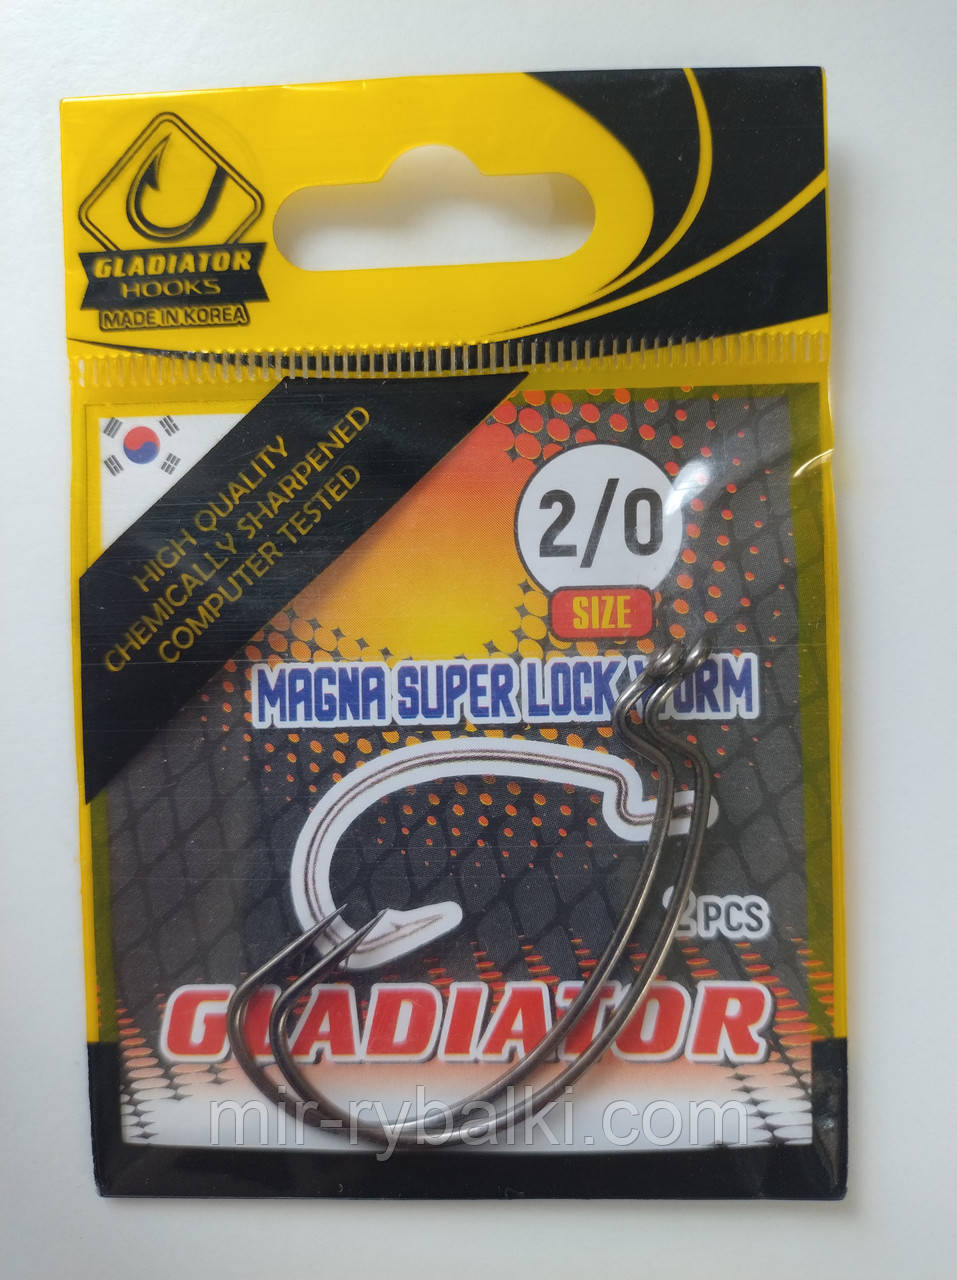 GLADIATOR
HOOKS
MADE IN KOREA
HIGH QUALITY
CHEMICALLY SHARPENED
COMPUTER TESTED
2/0
SIZE
MAGNA SUPER LOCK WORM
2 PCS
GLADIATOR
mir-rybalki.com